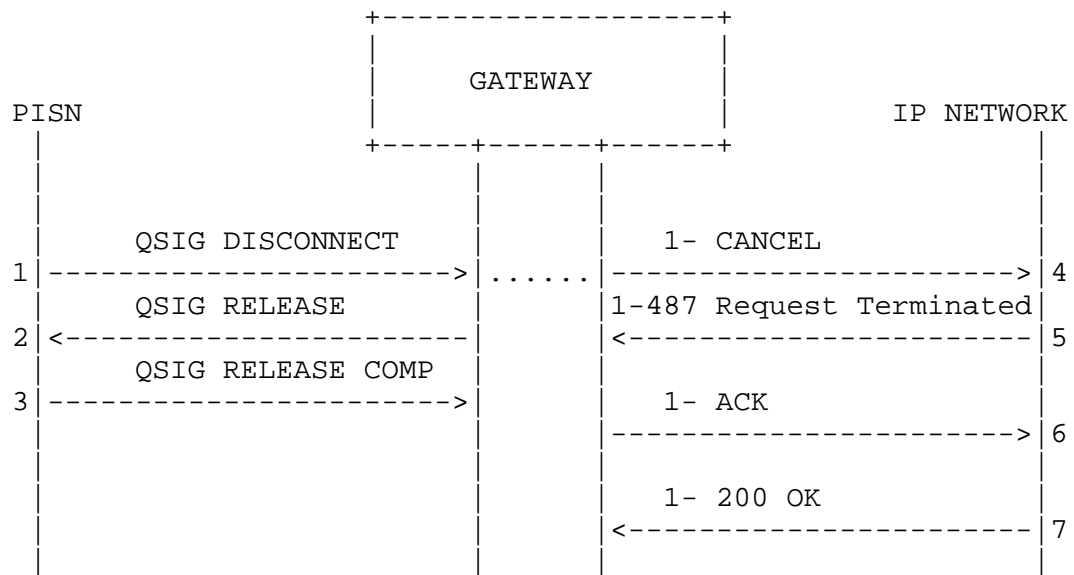 GATEWAY
PISN IP NETWORK
QSIG DISCONNECT 1- CANCEL
1 4
QSIG RELEASE 1-487 Request Terminated
2 5
QSIG RELEASE COMP
3 1- ACK
6
1- 200 OK
7